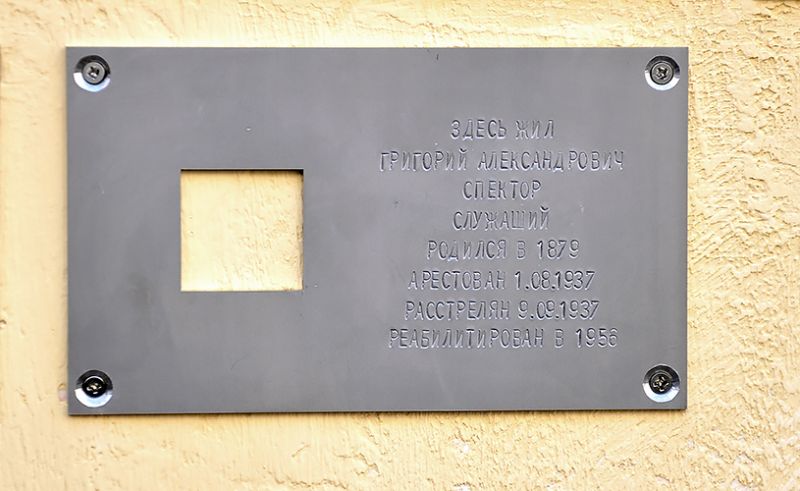 ЗДЕСЬ ЖИЛ
ГРИГОРИЙ АЛЕКСАНДРОВИЧ
СПЕКТОР
СЛУЖАЩИЙ
РОДИЛСЯ В 1879
АРЕСТОВАН 1.08.1937
РАССТРЕЛЯН 9.09.1937
РЕАБИЛИТИРОВАН В 1956